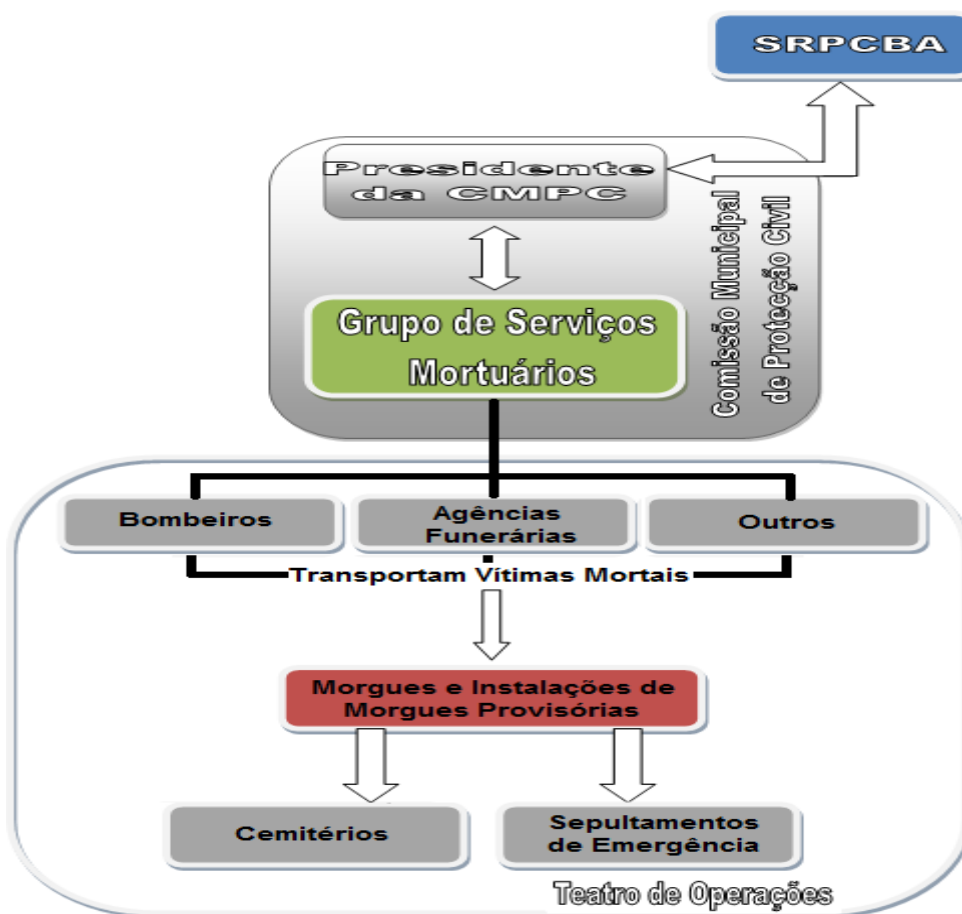 SRPCBA
Presidente
da CMPC
Comissão Municipal
de Protecção Civil
Grupo de Serviços
Mortuários
Bombeiros
Agências
Funerárias
Outros
Transportam Vítimas Mortais
Morgues e Instalações de
Morgues Provisórias
Cemitérios
Sepultamentos
de Emergência
Teatro de Operações